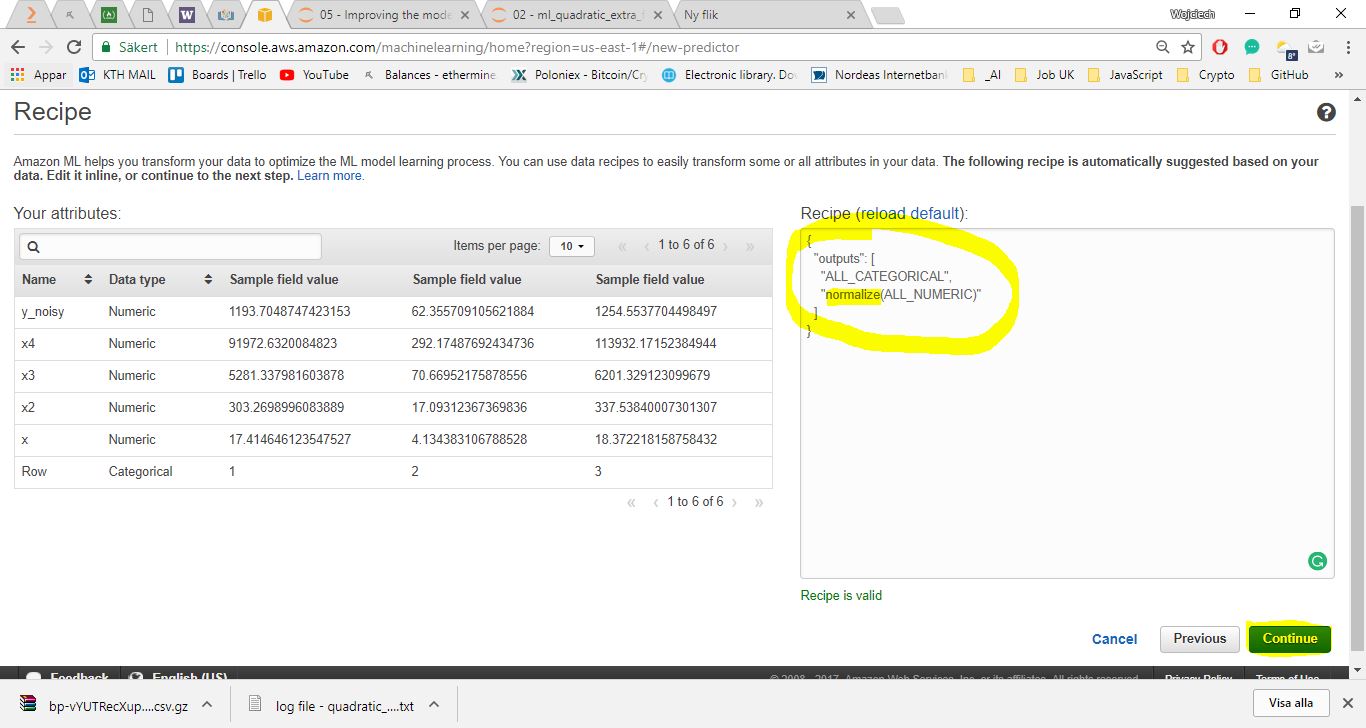 05 - Improving the mode
02 - ml_quadratic_extra_
Ny flik
Wojciech
Säkert
https://console.aws.amazon.com/machinelearning/home?region=us-east-1#/new-predictor
Appar
KTH MAIL
Boards | Trello
YouTube
Balances - ethermine
Poloniex - Bitcoin/Cry
Electronic library. Do
Nordeas Internetbank
_AI
Job UK
JavaScript
Crypto
GitHub
»
Recipe
Amazon ML helps you transform your data to optimize the ML model learning process. You can use data recipes to easily transform some or all attributes in your data. The following recipe is automatically suggested based on your
data. Edit it inline, or continue to the next step. Learn more.
Your attributes:
Items per page: 10 « ‹ 1 to 6 of 6 › »
Name Data type Sample field value Sample field value Sample field value
y_noisy Numeric 1193.7048747423153 62.355709105621884 1254.5537704498497
x4 Numeric 91972.6320084823 292.17487692434736 113932.17152384944
x3 Numeric 5281.337981603878 70.66952175878556 6201.329123099679
x2 Numeric 303.2698996083889 17.09312367369836 337.53840007301307
x Numeric 17.414646123547527 4.134383106788528 18.372218158758432
Row Categorical 1 2 3
« ‹ 1 to 6 of 6 › »
Recipe (reload default):
{
"outputs": [
"ALL_CATEGORICAL",
"normalize(ALL_NUMERIC)"
]
}
Recipe is valid
Cancel
Previous
Continue
Feedback
English (US)
© 2008 - 2017, Amazon Web Services, Inc. or its affiliates. All rights reserved.
Privacy Policy
Terms of Use
bp-vYUTRecXup....csv.gz
log file - quadratic_....txt
Visa alla